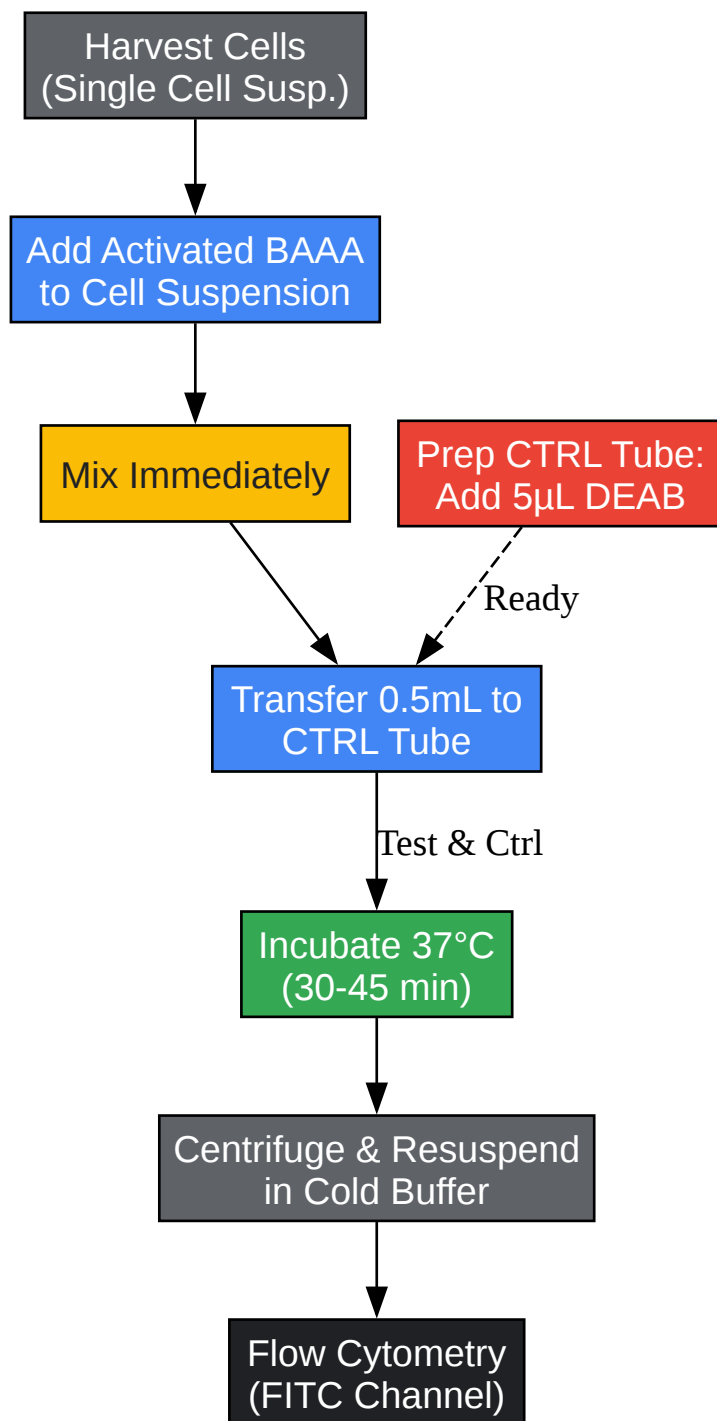 Harvest Cells
(Single Cell Susp.)
Add Activated BAAA
to Cell Suspension
Mix Immediately
Prep CTRL Tube:
Add 5µL DEAB
Ready
Transfer 0.5mL to
CTRL Tube
Test & Ctrl
Incubate 37°C
(30-45 min)
Centrifuge & Resuspend
in Cold Buffer
Flow Cytometry
(FITC Channel)